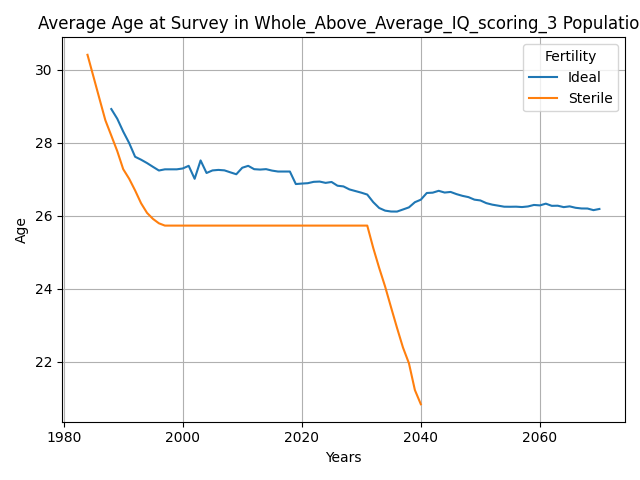 Average Age at Survey in Whole_Above_Average_IQ_scoring_3 Populatio
Fertility
Ideal
Sterile
30
28
26
24
22
Age
1980
2000
2020
2040
2060
Years